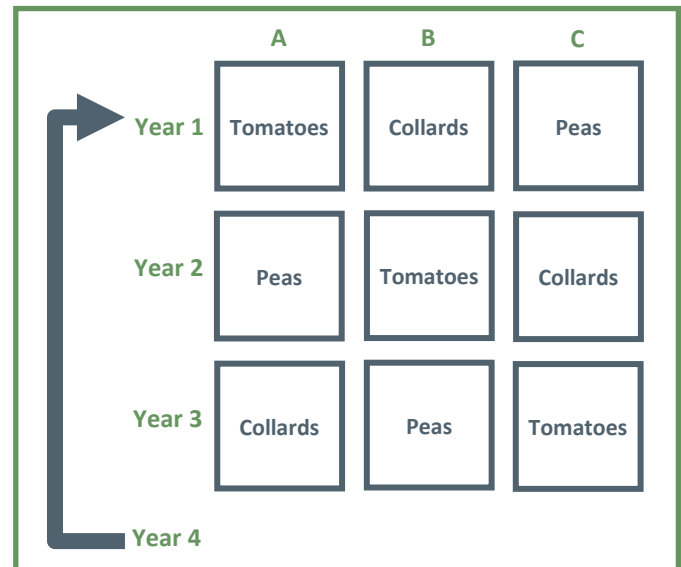 A B C
Year 1 Tomatoes Collards Peas
Year 2 Peas Tomatoes Collards
Year 3 Collards Peas Tomatoes
Year 4